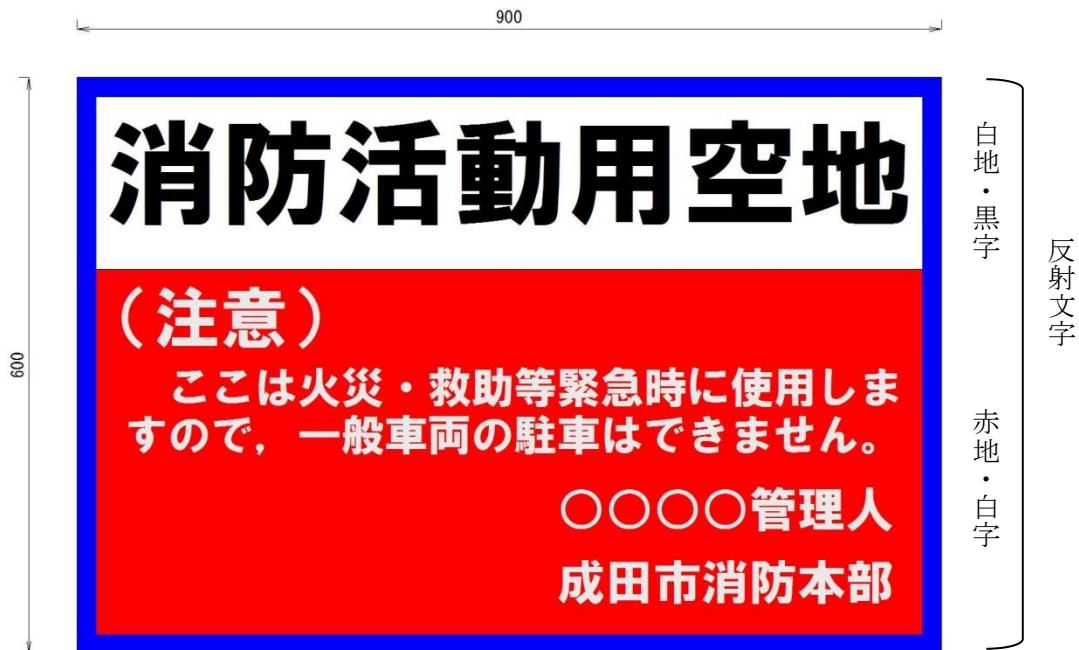 900
600
消防活動用空地
(注意)
　ここは火災・救助等緊急時に使用しま
すので，一般車両の駐車はできません。
○○○○管理人
成田市消防本部
白地・黒字
赤地・白字
反射文字